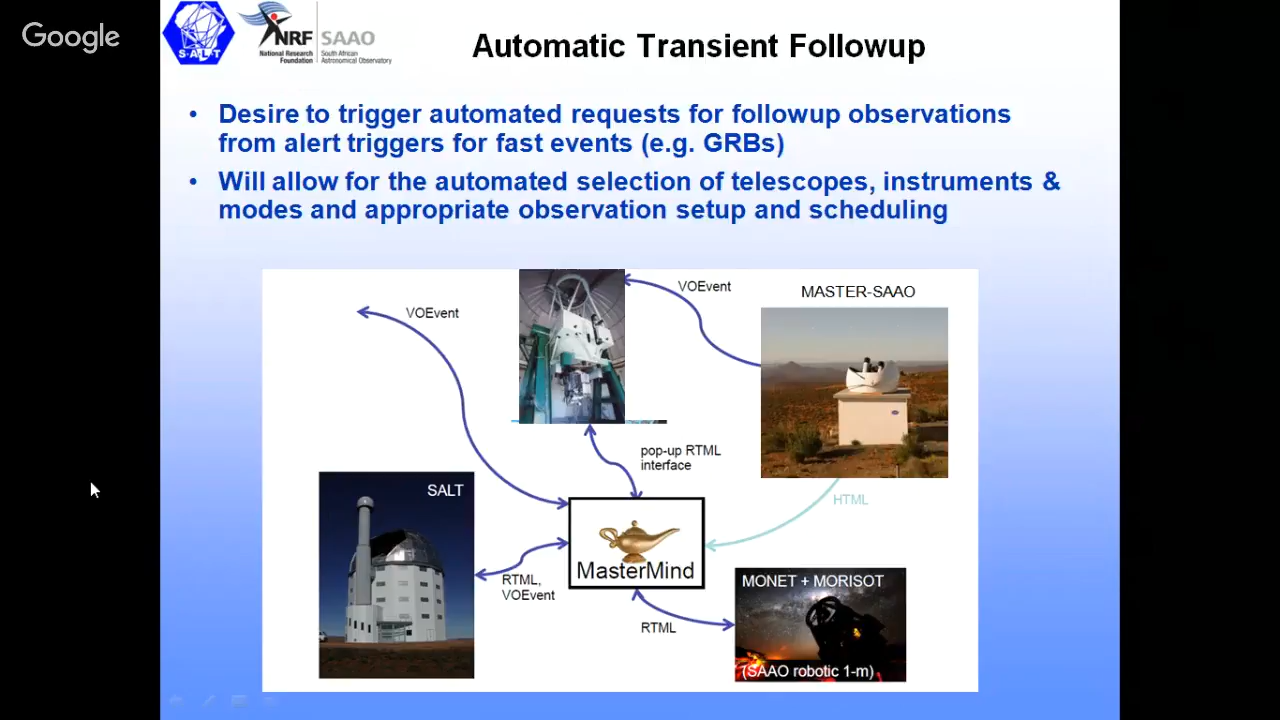 Google
SALT
NRF
SAAO
National Research
Foundation
South African
Astronomical Observatory
Automatic Transient Followup
• Desire to trigger automated requests for followup observations
from alert triggers for fast events (e.g. GRBs)
• Will allow for the automated selection of telescopes, instruments &
modes and appropriate observation setup and scheduling
VOEvent
VOEvent
MASTER-SAAO
pop-up RTML
interface
SALT
HTML
MasterMind
RTML,
VOEvent
RTML
MONET + MORISOT
(SAAO robotic 1-m)